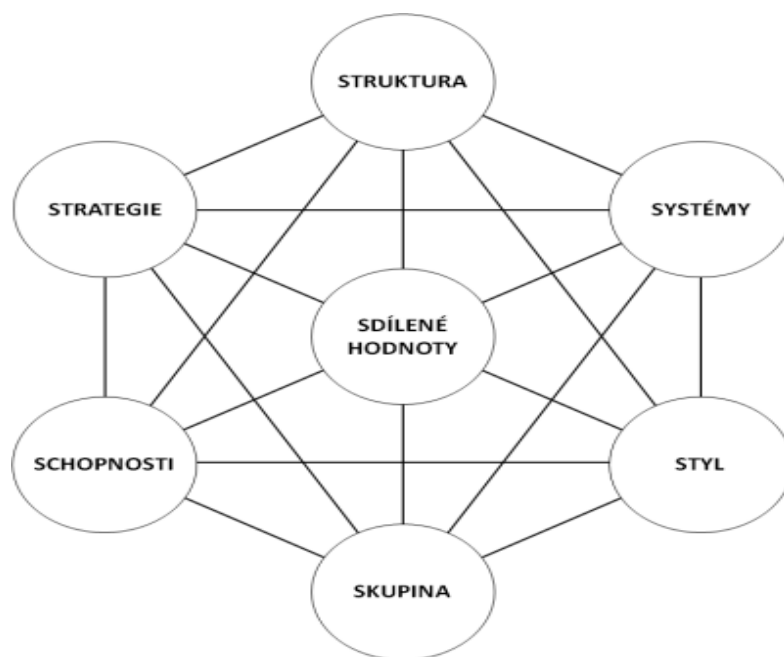 STRUKTURA
STRATEGIE
SYSTÉMY
SDÍLENÉ
HODNOTY
SCHOPNOSTI
STYL
SKUPINA